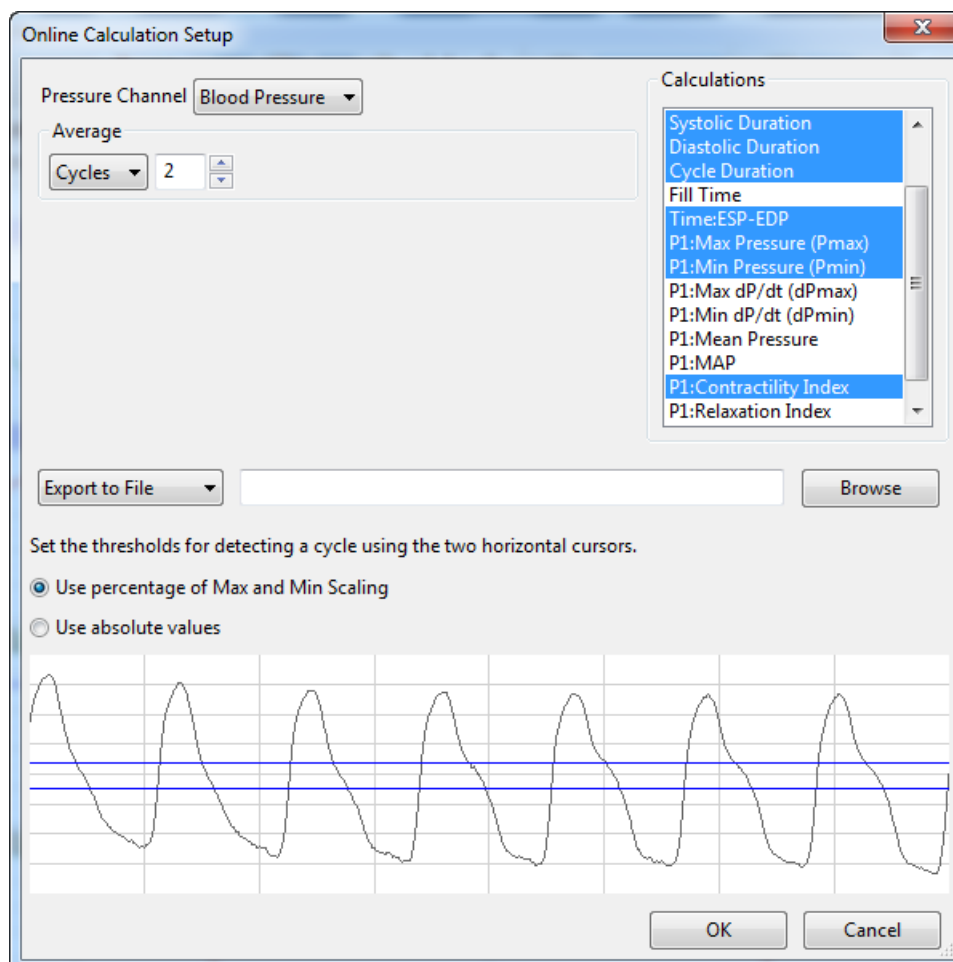 Online Calculation Setup
Pressure Channel Blood Pressure
Calculations
Average
Cycles 2
Systolic Duration
Diastolic Duration
Cycle Duration
Fill Time
Time:ESP-EDP
P1:Max Pressure (Pmax)
P1:Min Pressure (Pmin)
P1:Max dP/dt (dPmax)
P1:Min dP/dt (dPmin)
P1:Mean Pressure
P1:MAP
P1:Contractility Index
P1:Relaxation Index
Export to File Browse
Set the thresholds for detecting a cycle using the two horizontal cursors.
Use percentage of Max and Min Scaling
Use absolute values
OK Cancel